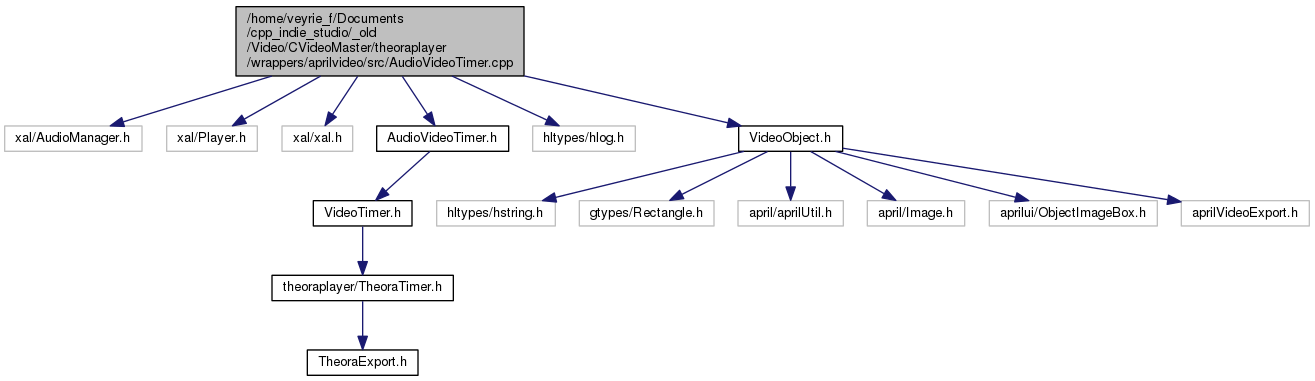 /home/veyrie_f/Documents
/cpp_indie_studio/_old
/Video/CVideoMaster/theoraplayer
/wrappers/aprilvideo/src/AudioVideoTimer.cpp
xal/AudioManager.h
xal/Player.h
xal/xal.h
AudioVideoTimer.h
hltypes/hlog.h
VideoObject.h
VideoTimer.h
hltypes/hstring.h
gtypes/Rectangle.h
april/aprilUtil.h
april/Image.h
aprilui/ObjectImageBox.h
aprilVideoExport.h
theoraplayer/TheoraTimer.h
TheoraExport.h